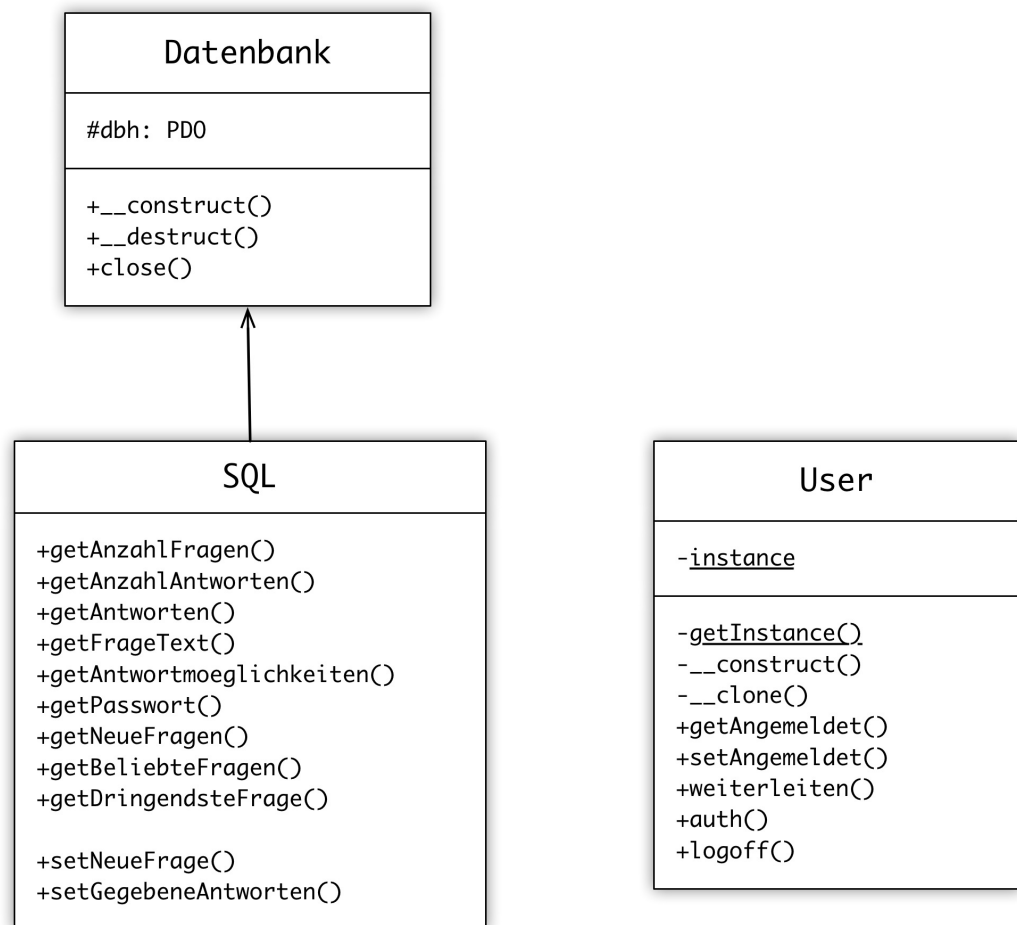 Datenbank
#dbh: PDO
+__construct()
+__destruct()
+close()
SQL
+getAnzahlFragen()
+getAnzahlAntworten()
+getAntworten()
+getFrageText()
+getAntwortmoeglichkeiten()
+getPasswort()
+getNeueFragen()
+getBeliebteFragen()
+getDringendsteFrage()
+setNeueFrage()
+setGegebeneAntworten()
User
-instance
-getInstance()
-__construct()
-__clone()
+getAngemeldet()
+setAngemeldet()
+weiterleiten()
+auth()
+logoff()